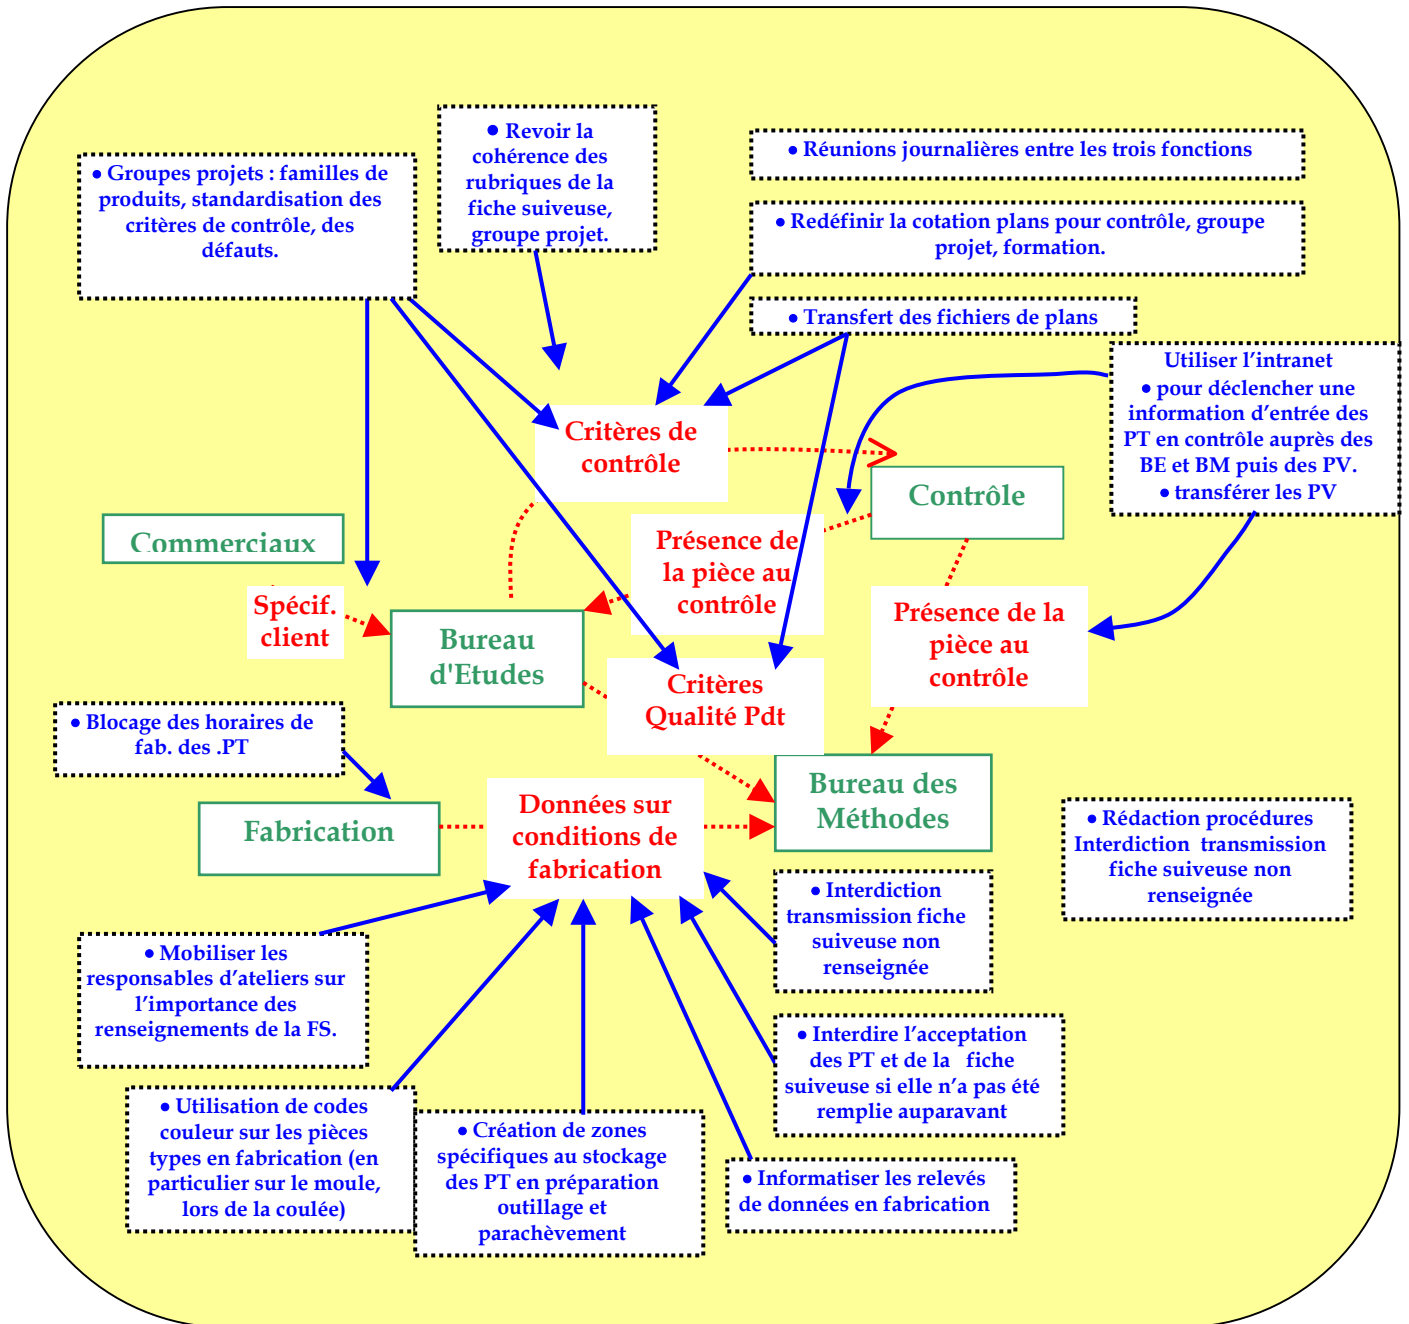 • Revoir la
cohérence des
rubriques de la
fiche suiveuse,
groupe projet.
• Réunions journalières entre les trois fonctions
• Groupes projets : familles de
produits, standardisation des
critères de contrôle, des
défauts.
• Redéfinir la cotation plans pour contrôle, groupe
projet, formation.
• Transfert des fichiers de plans
Utiliser l’intranet
• pour déclencher une
information d’entrée des
PT en contrôle auprès des
BE et BM puis des PV.
• transférer les PV
Critères de
contrôle
Contrôle
Commerciaux
Présence de
la pièce au
contrôle
Spécif.
client
Bureau
d'Etudes
Présence de la
pièce au
contrôle
Critères
Qualité Pdt
• Blocage des horaires de
fab. des .PT
Bureau des
Méthodes
Fabrication
Données sur
conditions de
fabrication
• Rédaction procédures
Interdiction  transmission
fiche suiveuse non
renseignée
• Interdiction
transmission fiche
suiveuse non
renseignée
• Mobiliser les
responsables d’ateliers sur
l’importance des
renseignements de la FS.
• Interdire l’acceptation
des PT et de la   fiche
suiveuse si elle n’a pas été
remplie auparavant
• Utilisation de codes
couleur sur les pièces
types en fabrication (en
particulier sur le moule,
lors de la coulée)
• Création de zones
spécifiques au stockage
des PT en préparation
outillage et
parachèvement
• Informatiser les relevés
de données en fabrication